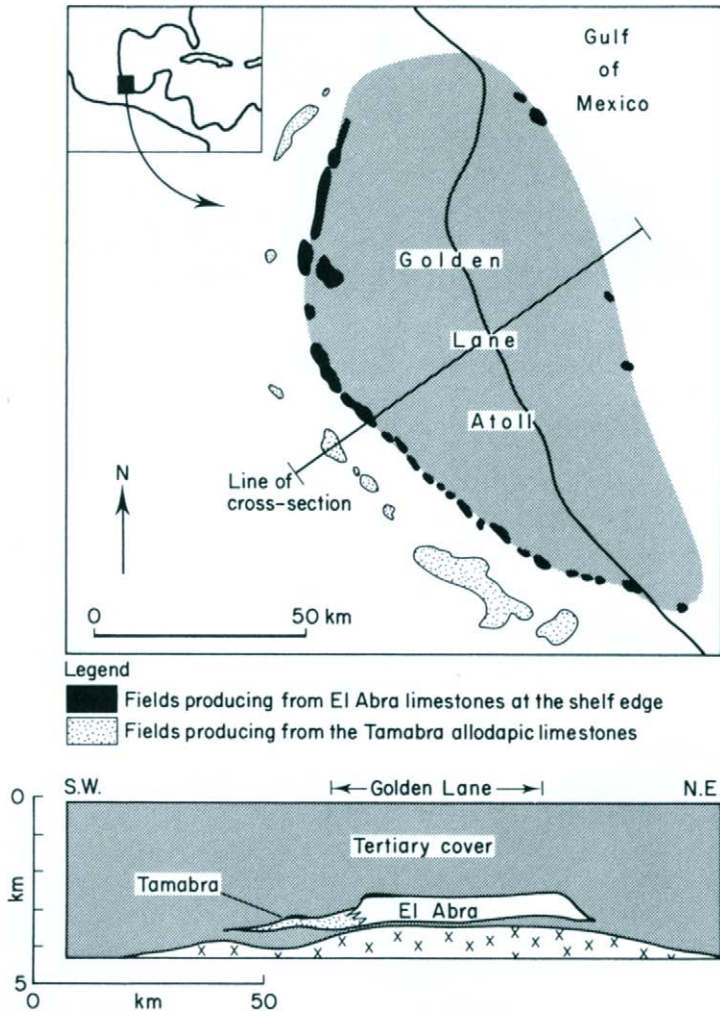 Gulf
of
Mexico
Golden
Lane
Atoll
Line of
cross-section
N
0 50 km
Legend
Fields producing from El Abra limestones at the shelf edge
Fields producing from the Tamabra allodapic limestones
S.W. Golden Lane N.E
0
Tertiary cover
Tamabra
El Abra
km
5
0 km 50